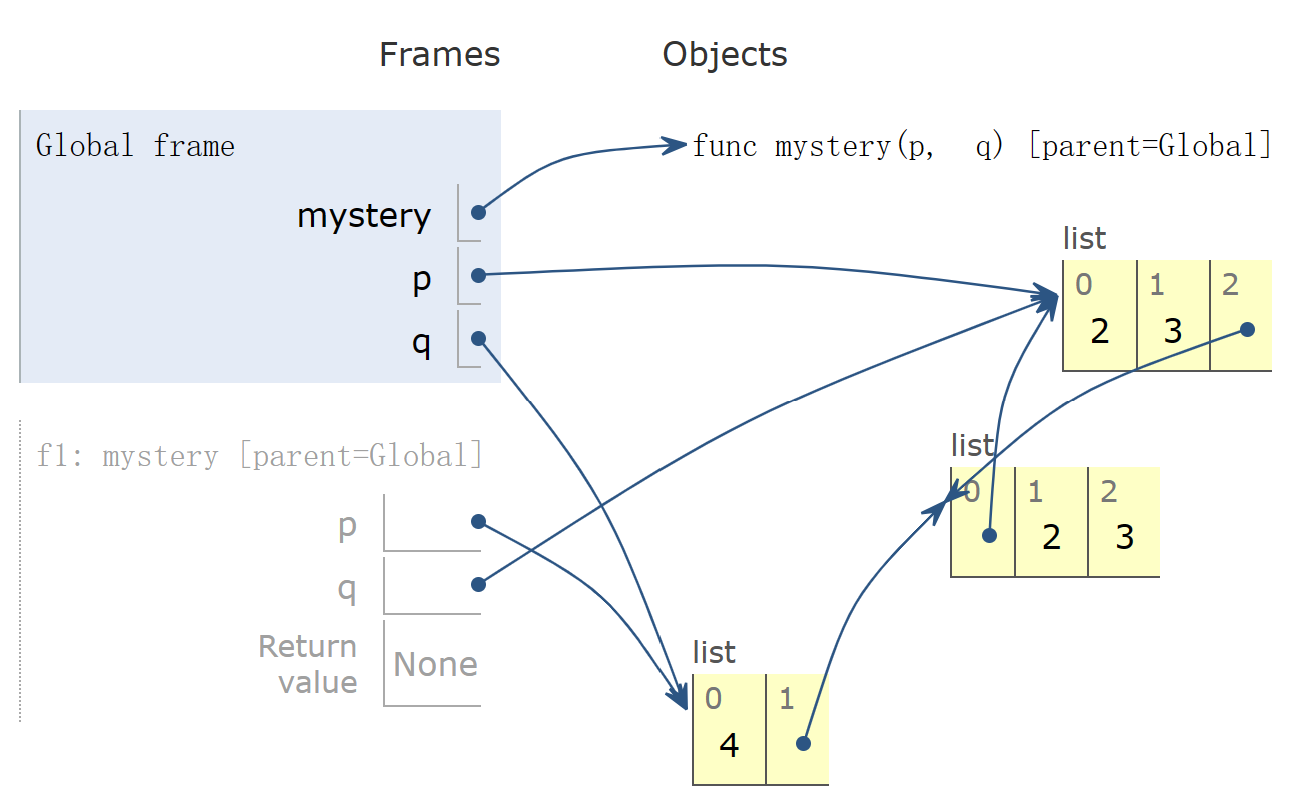 Frames Objects
Global frame
func mystery(p, q) [parent=Global]
mystery
list
p
0 1 2
q
2 3
list
f1: mystery [parent=Global]
0 1 2
p
2 3
q
Return
value
None
list
0 1
4